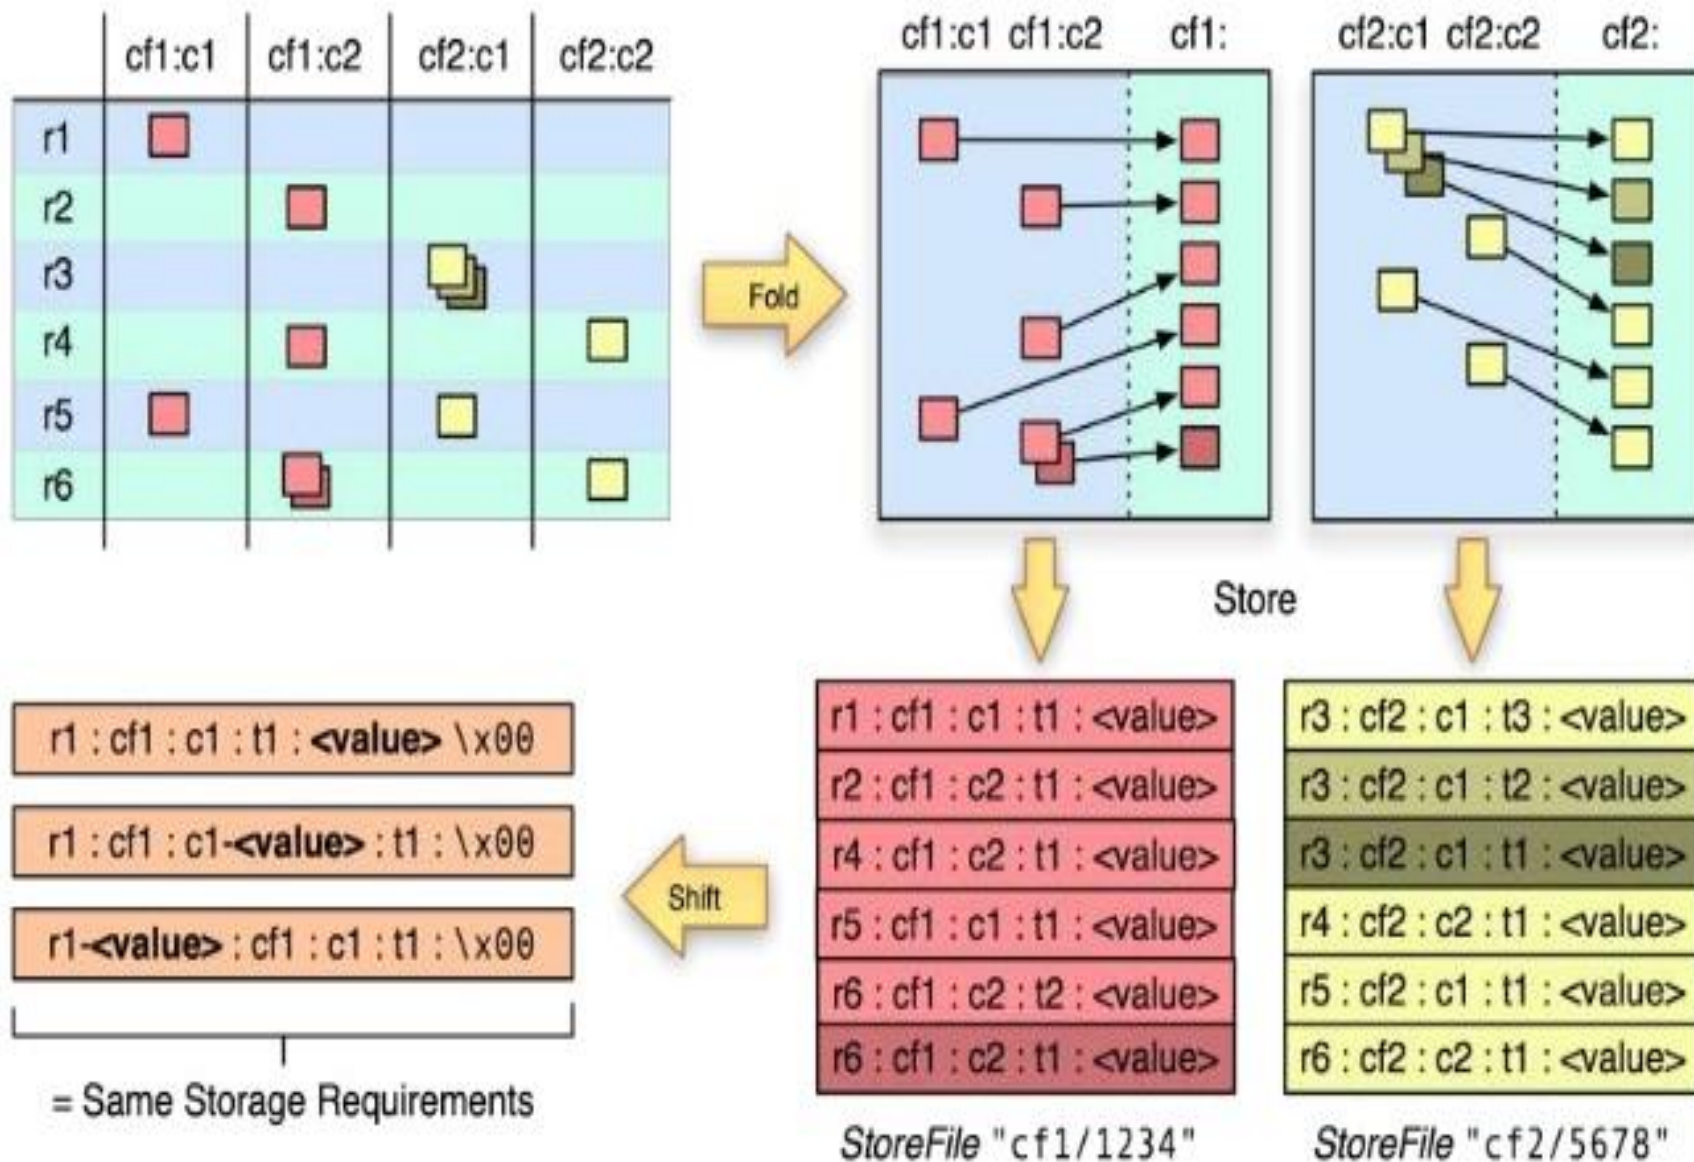 cf1:c1 cf1:c2 cf2:c1 cf2:c2
r1
r2
r3
r4
r5
r6
Fold
cf1:c1 cf1:c2 cf1:
cf2:c1 cf2:c2 cf2:
Store
r1 : cf1 : c1 : t1 : <value>
r2 : cf1 : c2 : t1 : <value>
r4 : cf1 : c2 : t1 : <value>
r5 : cf1 : c1 : t1 : <value>
r6 : cf1 : c2 : t2 : <value>
r6 : cf1 : c2 : t1 : <value>
StoreFile "cf1/1234"
r3 : cf2 : c1 : t3 : <value>
r3 : cf2 : c1 : t2 : <value>
r3 : cf2 : c1 : t1 : <value>
r4 : cf2 : c2 : t1 : <value>
r5 : cf2 : c1 : t1 : <value>
r6 : cf2 : c2 : t1 : <value>
StoreFile "cf2/5678"
Shift
r1 : cf1 : c1 : t1 : <value> \x00
r1 : cf1 : c1-<value> : t1 : \x00
r1-<value> : cf1 : c1 : t1 : \x00
= Same Storage Requirements